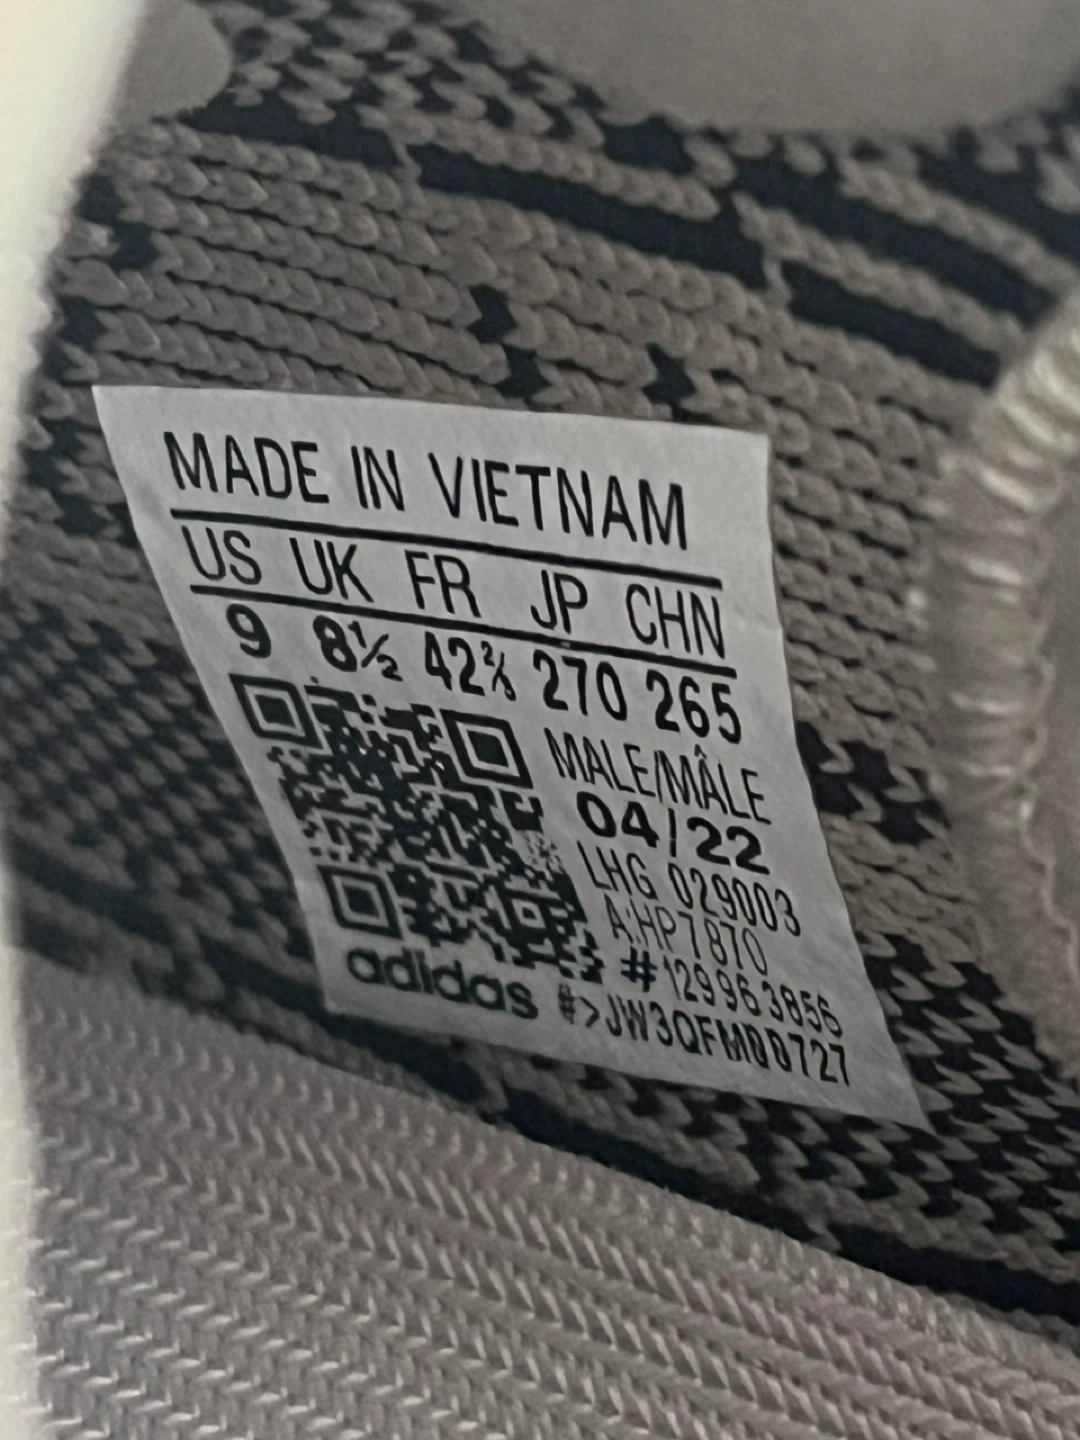 MADE IN VIETNAM
US UK FR JP CHN
9 8½ 42⅔ 270 265
MALE/MÂLE
04/22
LHG 029003
A:HP7870
#129963856
adidas #>JW3QFM00727